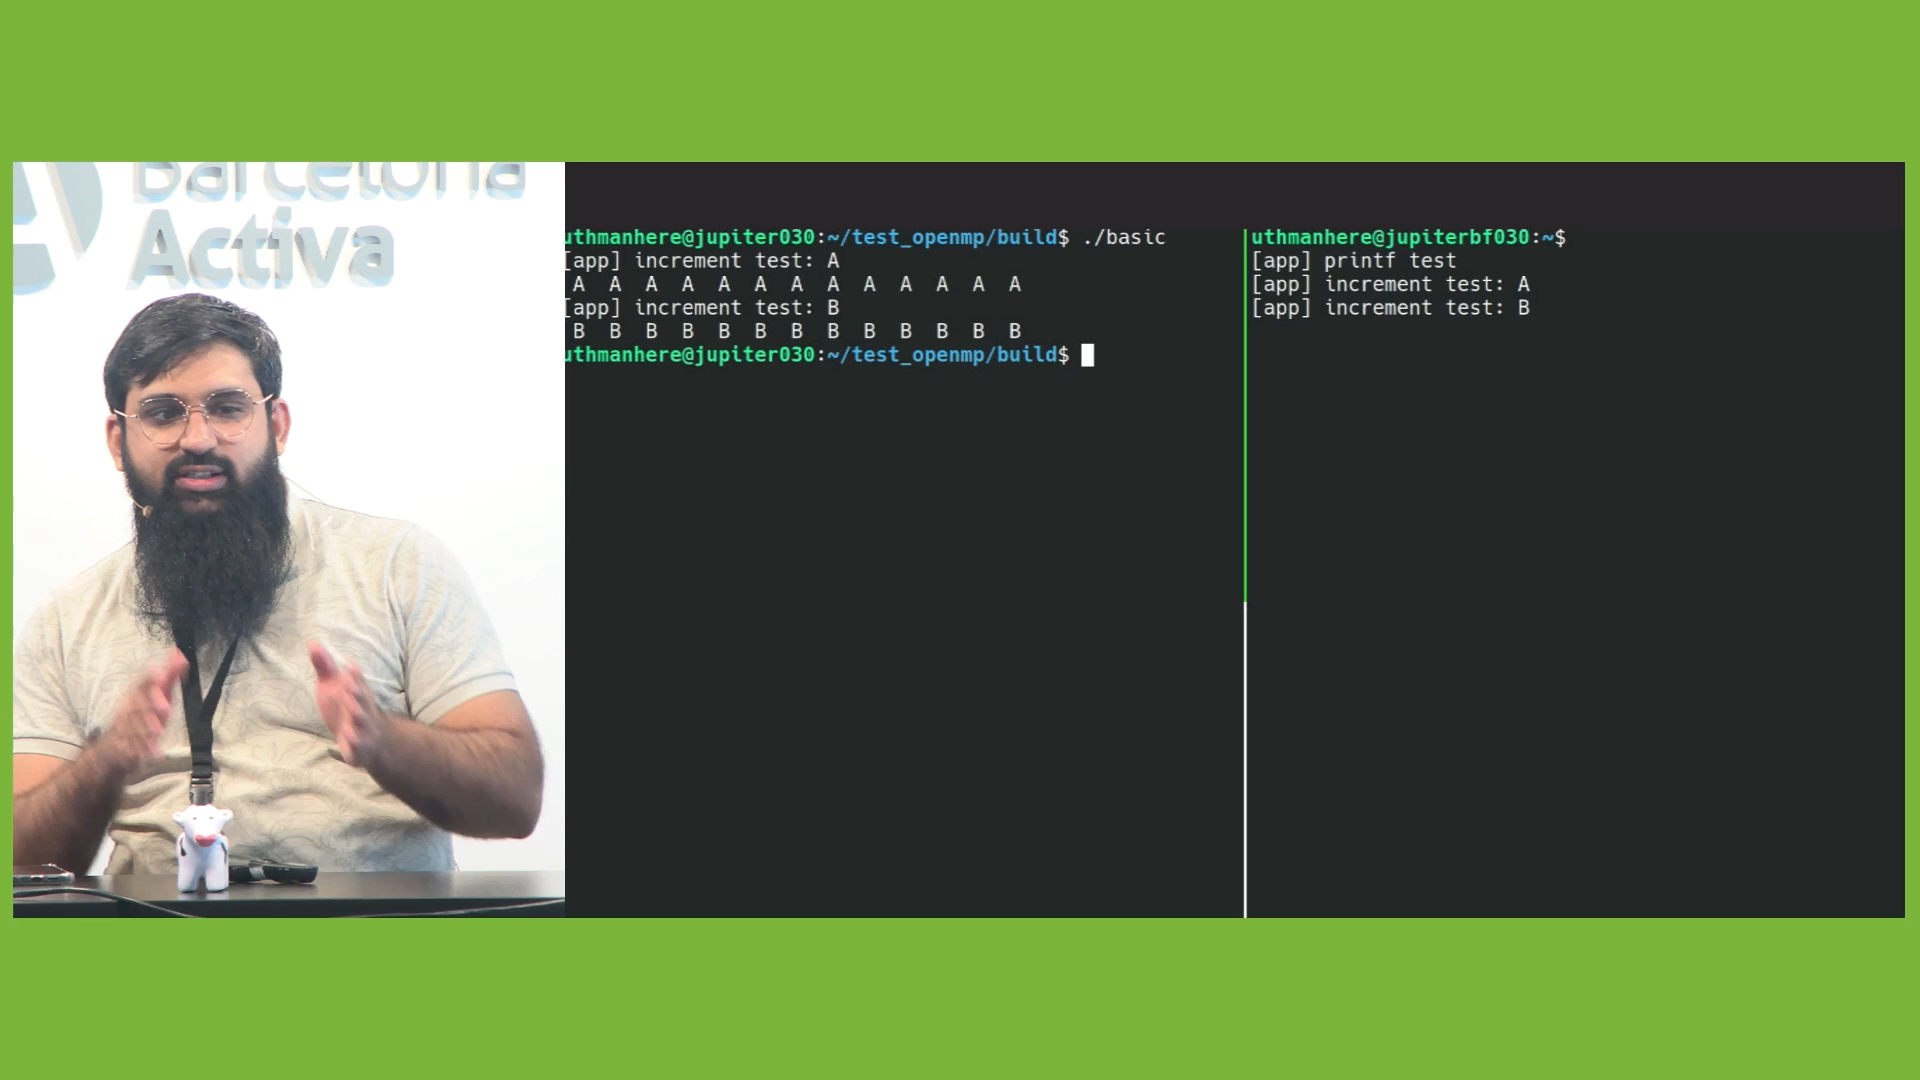 Barcelona
Activa
uthmanhere@jupiter030:~/test_openmp/build$ ./basic
[app] increment test: A
A A A A A A A A A A A A A
[app] increment test: B
B B B B B B B B B B B B B
uthmanhere@jupiter030:~/test_openmp/build$
uthmanhere@jupiterbf030:~$
[app] printf test
[app] increment test: A
[app] increment test: B